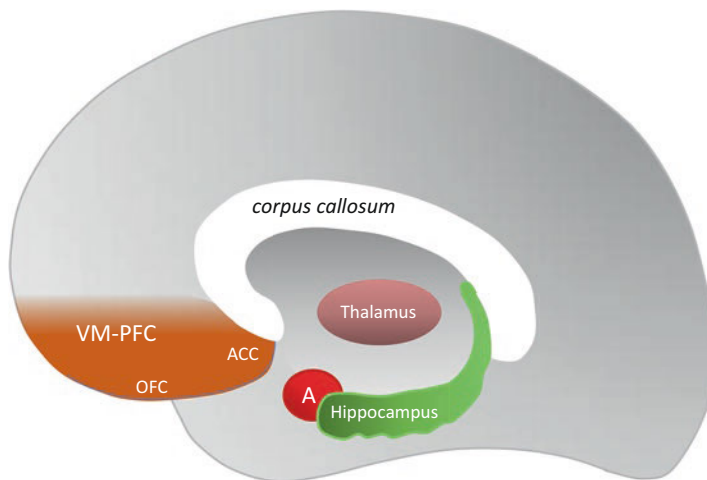 corpus callosum
Thalamus
VM-PFC
ACC
OFC
A
Hippocampus